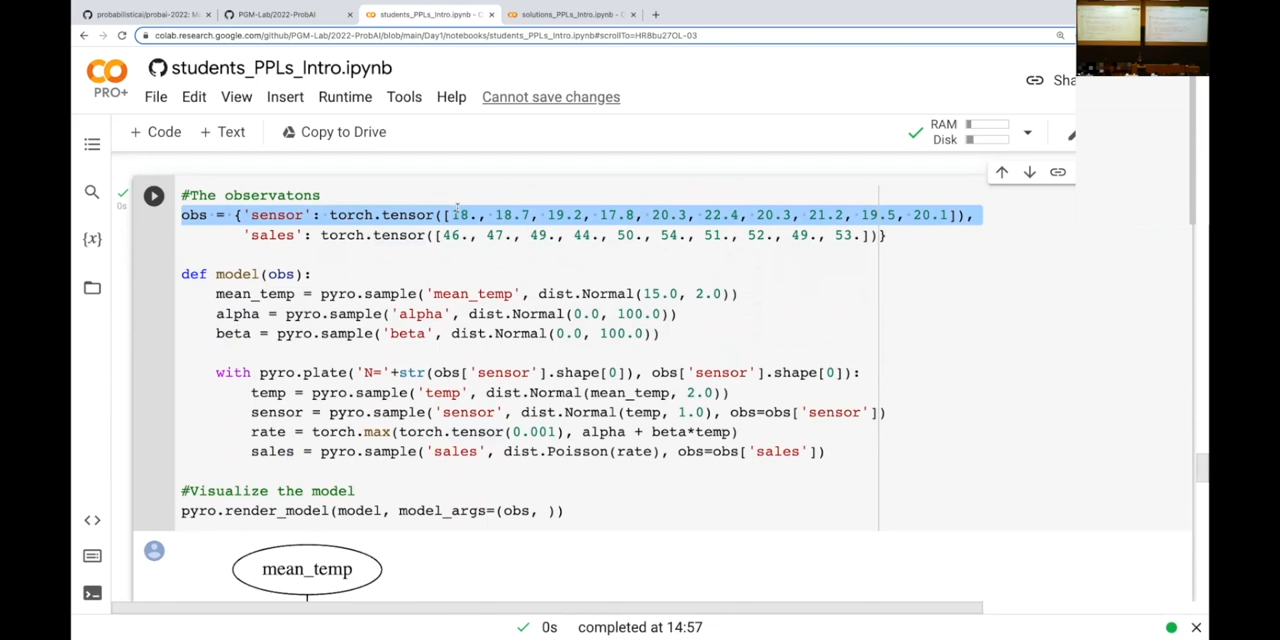 probabilisticai/probai-2022: Ma
PGM-Lab/2022-ProbAI
students_PPLs_Intro.ipynb - C
solutions_PPLs_Intro.ipynb - C
colab.research.google.com/github/PGM-Lab/2022-ProbAI/blob/main/Day1/notebooks/students_PPLs_Intro.ipynb#scrollTo=HR8bu27OL-03
PRO+
students_PPLs_Intro.ipynb
Sha
File Edit View Insert Runtime Tools Help Cannot save changes
+ Code + Text Copy to Drive
RAM
Disk
0s
#The observatons
obs = {'sensor': torch.tensor([18., 18.7, 19.2, 17.8, 20.3, 22.4, 20.3, 21.2, 19.5, 20.1]),
'sales': torch.tensor([46., 47., 49., 44., 50., 54., 51., 52., 49., 53.])}
def model(obs):
mean_temp = pyro.sample('mean_temp', dist.Normal(15.0, 2.0))
alpha = pyro.sample('alpha', dist.Normal(0.0, 100.0))
beta = pyro.sample('beta', dist.Normal(0.0, 100.0))
with pyro.plate('N='+str(obs['sensor'].shape[0]), obs['sensor'].shape[0]):
temp = pyro.sample('temp', dist.Normal(mean_temp, 2.0))
sensor = pyro.sample('sensor', dist.Normal(temp, 1.0), obs=obs['sensor'])
rate = torch.max(torch.tensor(0.001), alpha + beta*temp)
sales = pyro.sample('sales', dist.Poisson(rate), obs=obs['sales'])
#Visualize the model
pyro.render_model(model, model_args=(obs, ))
mean_temp
0s completed at 14:57